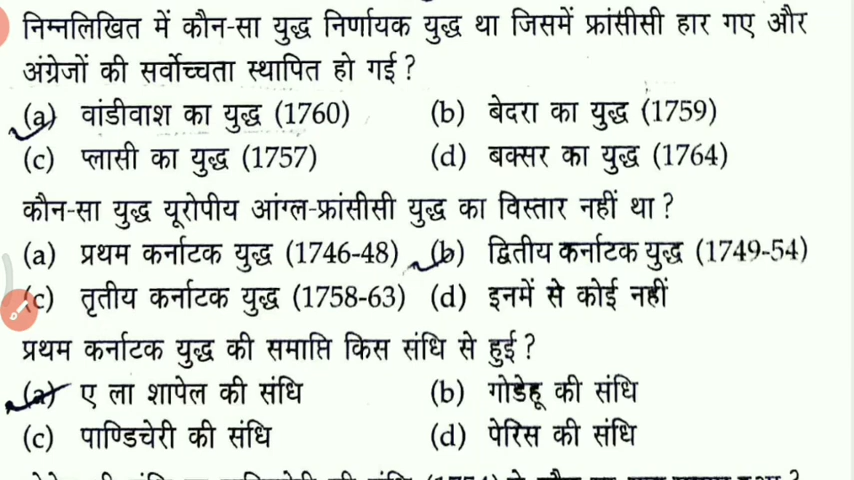 निम्नलिखित में कौन-सा युद्ध निर्णायक युद्ध था जिसमें फ्रांसीसी हार गए और
अंग्रेजों की सर्वोच्चता स्थापित हो गई ?
(a) वांडीवाश का युद्ध (1760) (b) बेदरा का युद्ध (1759)
(c) प्लासी का युद्ध (1757) (d) बक्सर का युद्ध (1764)
कौन-सा युद्ध यूरोपीय आंग्ल-फ्रांसीसी युद्ध का विस्तार नहीं था ?
(a) प्रथम कर्नाटक युद्ध (1746-48) (b) द्वितीय कर्नाटक युद्ध (1749-54)
(c) तृतीय कर्नाटक युद्ध (1758-63) (d) इनमें से कोई नहीं
प्रथम कर्नाटक युद्ध की समाप्ति किस संधि से हुई ?
(a) ए ला शापेल की संधि (b) गोडेहू की संधि
(c) पाण्डिचेरी की संधि (d) पेरिस की संधि